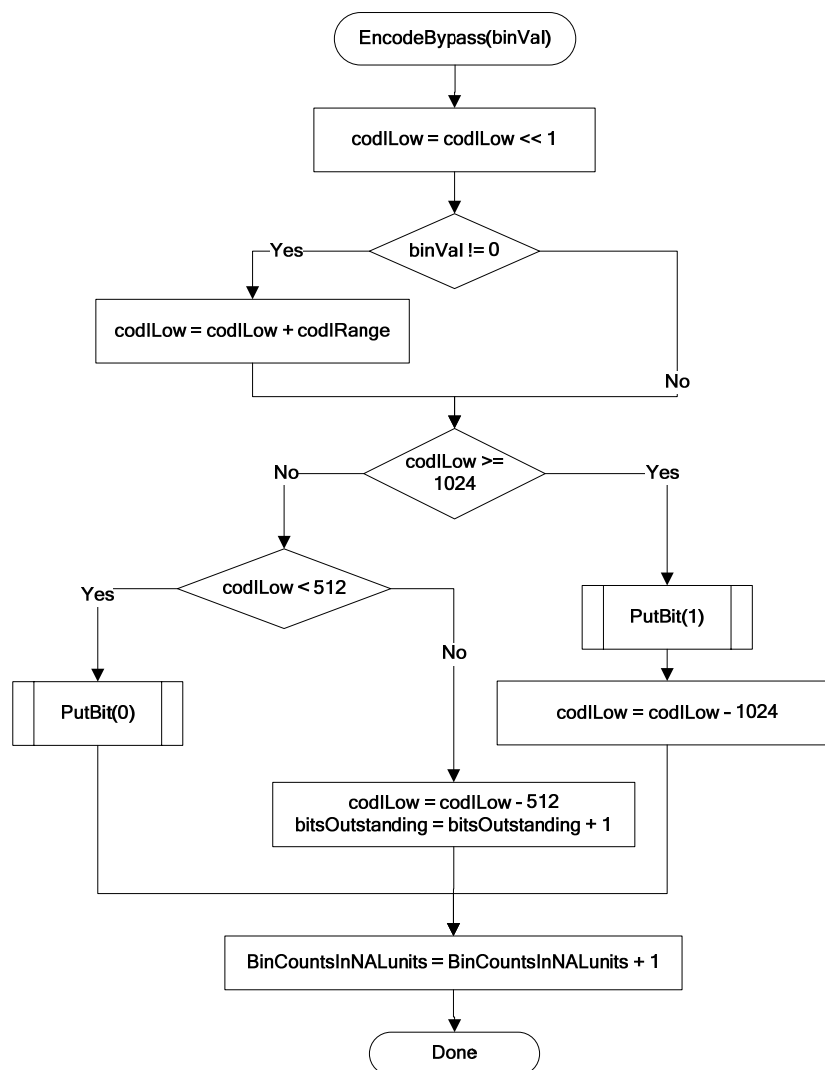 EncodeBypass(binVal)
codILow = codILow << 1
Yes
binVal != 0
codILow = codILow + codIRange
No
codILow >=
1024
No
Yes
codILow < 512
Yes
PutBit(1)
No
PutBit(0)
codILow = codILow – 1024
codILow = codILow – 512
bitsOutstanding = bitsOutstanding + 1
BinCountsInNALunits = BinCountsInNALunits + 1
Done